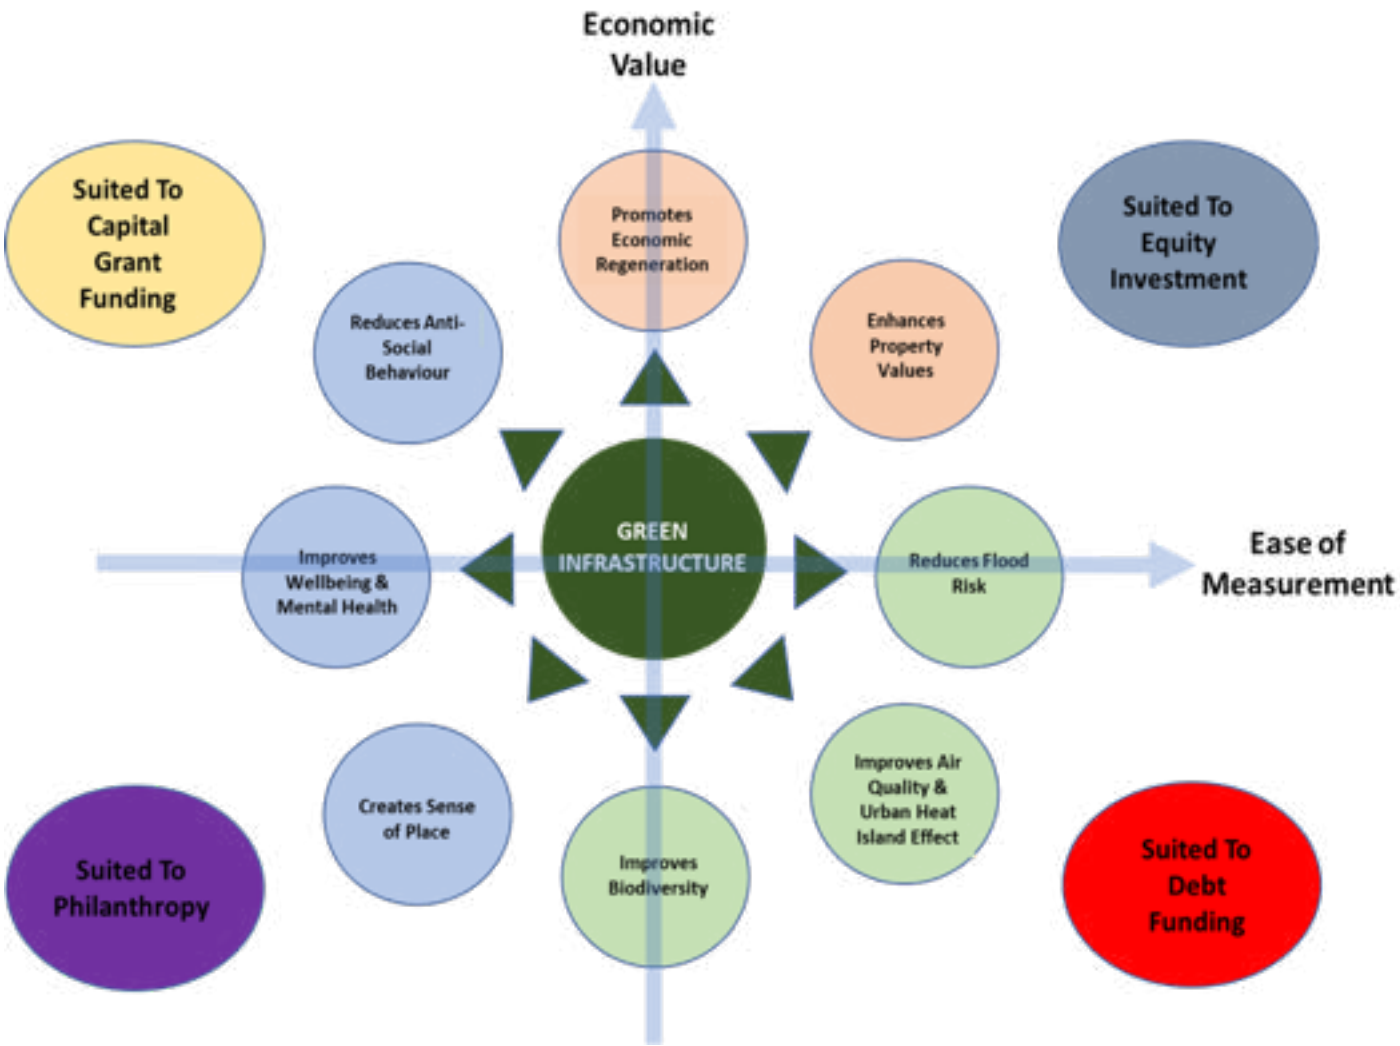 Economic
Value
Suited To
Capital
Grant
Funding
Promotes
Economic
Regeneration
Suited To
Equity
Investment
Reduces Anti-
Social
Behaviour
Enhances
Property
Values
GREEN
INFRASTRUCTURE
Improves
Wellbeing &
Mental Health
Reduces Flood
Risk
Ease of
Measurement
Creates Sense
of Place
Improves Air
Quality &
Urban Heat
Island Effect
Improves
Biodiversity
Suited To
Philanthropy
Suited To
Debt
Funding